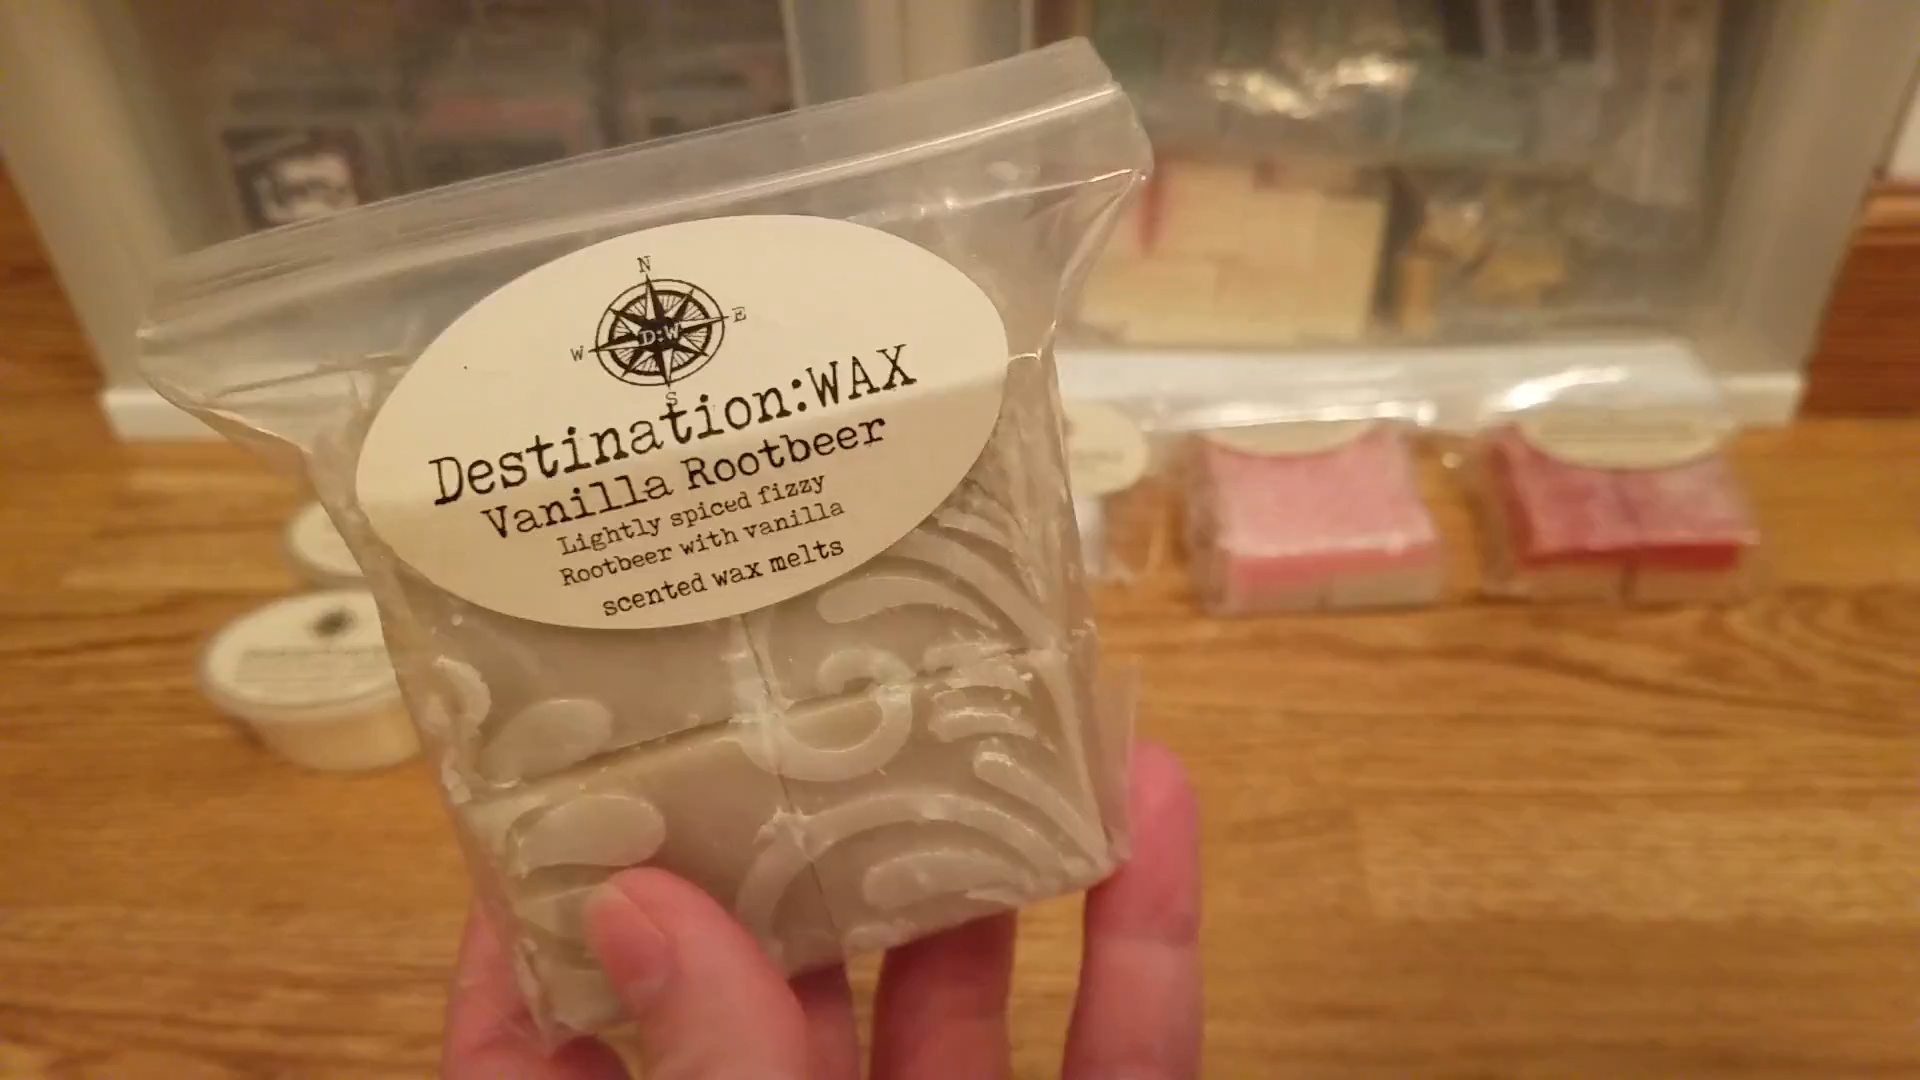 N
W D:W E
S
Destination:WAX
Vanilla Rootbeer
Lightly spiced fizzy
Rootbeer with vanilla
scented wax melts